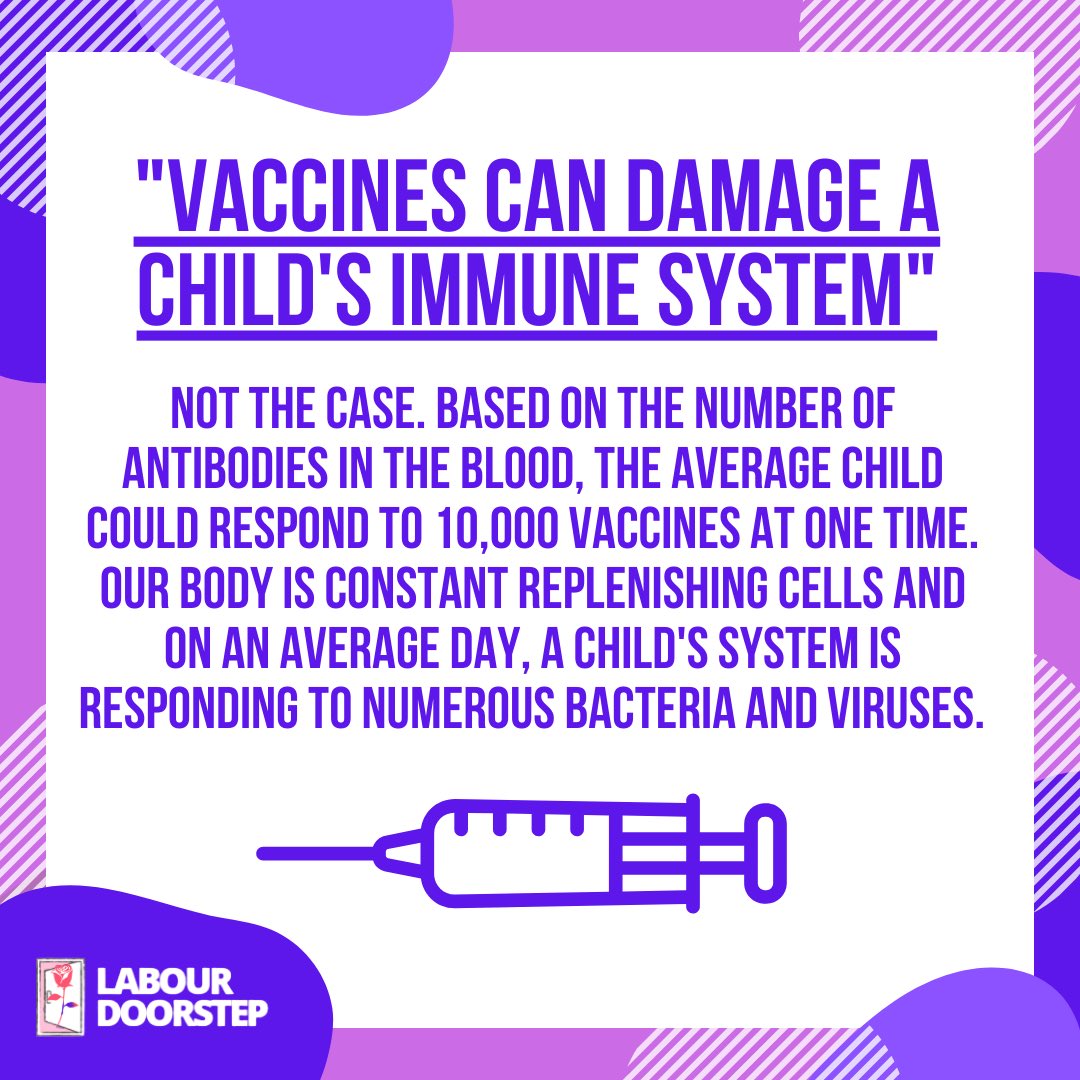 "VACCINES CAN DAMAGE A
CHILD'S IMMUNE SYSTEM"
NOT THE CASE. BASED ON THE NUMBER OF
ANTIBODIES IN THE BLOOD, THE AVERAGE CHILD
COULD RESPOND TO 10,000 VACCINES AT ONE TIME.
OUR BODY IS CONSTANT REPLENISHING CELLS AND
ON AN AVERAGE DAY, A CHILD'S SYSTEM IS
RESPONDING TO NUMEROUS BACTERIA AND VIRUSES.
LABOUR
DOORSTEP